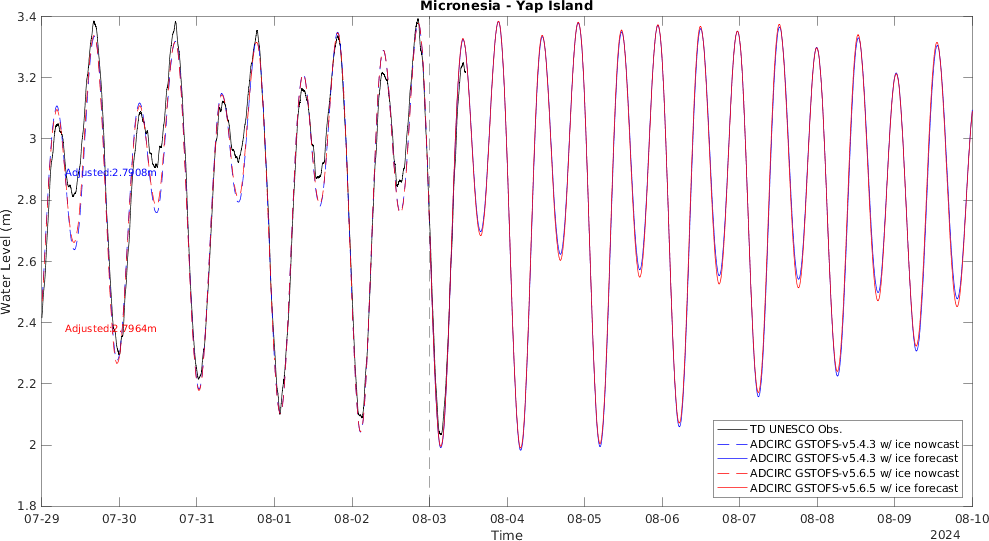 Micronesia - Yap Island
Water Level (m)
3.4
3.2
3
2.8
2.6
2.4
2.2
2
1.8
Adjusted:2.7908m
Adjusted:2.7964m
TD UNESCO Obs.
ADCIRC GSTOFS-v5.4.3 w/ ice nowcast
ADCIRC GSTOFS-v5.4.3 w/ ice forecast
ADCIRC GSTOFS-v5.6.5 w/ ice nowcast
ADCIRC GSTOFS-v5.6.5 w/ ice forecast
07-29 07-30 07-31 08-01 08-02 08-03 08-04 08-05 08-06 08-07 08-08 08-09 08-10
Time
2024